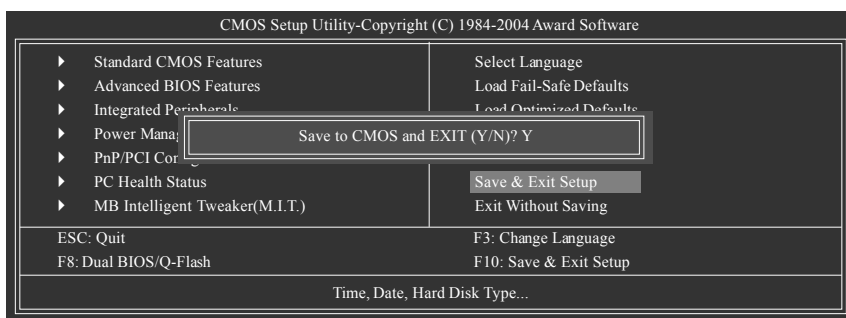 CMOS Setup Utility-Copyright (C) 1984-2004 Award Software
Standard CMOS Features
Advanced BIOS Features
Integrated Peripherals
Power
PnP/PCI
PC Health Status
MB Intelligent Tweaker(M.I.T.)
Select Language
Load Fail-Safe Defaults
Load Optimized Defaults
Save to CMOS and EXIT (Y/N)? Y
Save & Exit Setup
Exit Without Saving
ESC: Quit
F3: Change Language
F8: Dual BIOS/Q-Flash
F10: Save & Exit Setup
Time, Date, Hard Disk Type...